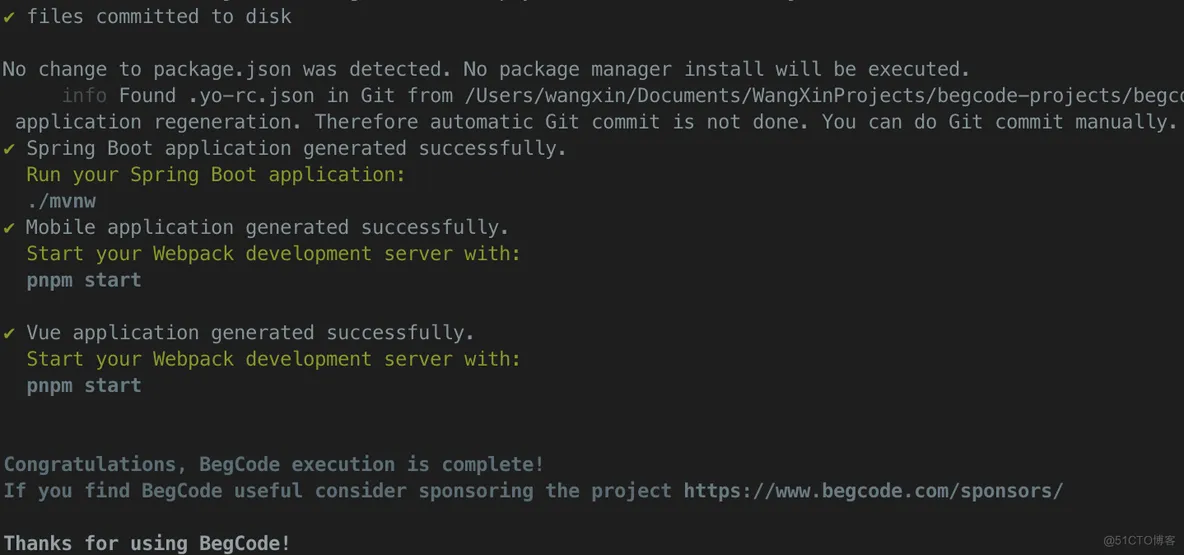 ✔ files committed to disk
No change to package.json was detected. No package manager install will be executed.
info Found .yo-rc.json in Git from /Users/wangxin/Documents/WangXinProjects/begcode-projects/begc
application regeneration. Therefore automatic Git commit is not done. You can do Git commit manually.
✔ Spring Boot application generated successfully.
Run your Spring Boot application:
./mvnw
✔ Mobile application generated successfully.
Start your Webpack development server with:
pnpm start
✔ Vue application generated successfully.
Start your Webpack development server with:
pnpm start
Congratulations, BegCode execution is complete!
If you find BegCode useful consider sponsoring the project https://www.begcode.com/sponsors/
Thanks for using BegCode!
@51CTO博客